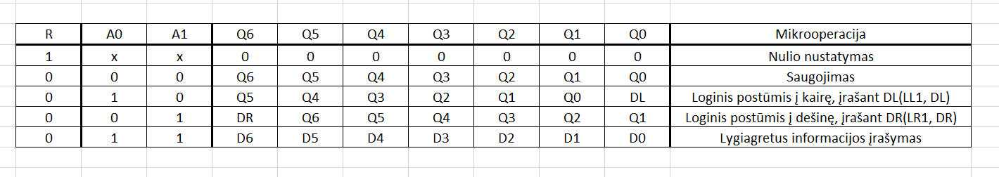 R A0 A1 Q6 Q5 Q4 Q3 Q2 Q1 Q0 Mikrooperacija
1 x x 0 0 0 0 0 0 0 Nulio nustatymas
0 0 0 Q6 Q5 Q4 Q3 Q2 Q1 Q0 Saugojimas
0 1 0 Q5 Q4 Q3 Q2 Q1 Q0 DL Loginis postūmis į kairę, įrašant DL(LL1, DL)
0 0 1 DR Q6 Q5 Q4 Q3 Q2 Q1 Loginis postūmis į dešinę, įrašant DR(LR1, DR)
0 1 1 D6 D5 D4 D3 D2 D1 D0 Lygiagretus informacijos įrašymas